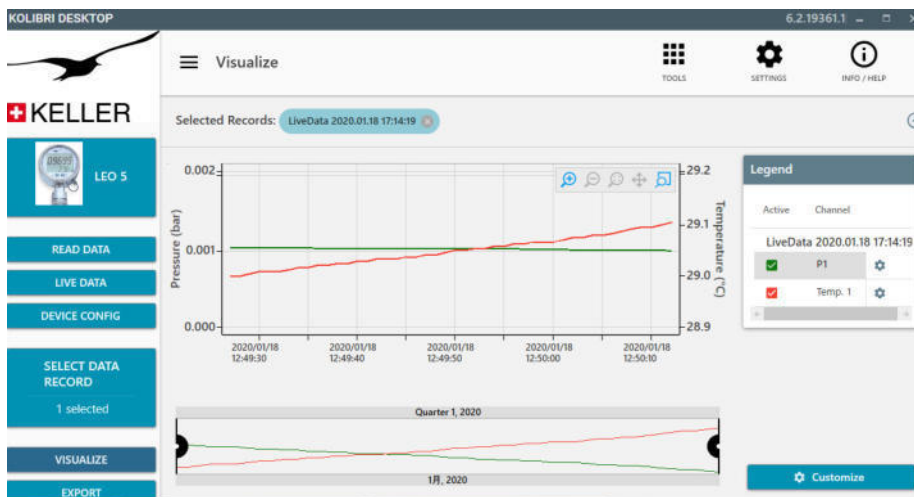 KOLIBRI DESKTOP
6.2.19361.1
KELLER
Visualize
TOOLS
SETTINGS
INFO / HELP
Selected Records: LiveData 2020.01.18 17:14:19
LEO 5
READ DATA
LIVE DATA
DEVICE CONFIG
SELECT DATA
RECORD
1 selected
VISUALIZE
EXPORT
Pressure (bar)
0.002
0.001
0.000
29.2
29.1
29.0
28.9
Temperature (°C)
2020/01/18 2020/01/18 2020/01/18 2020/01/18 2020/01/18
12:49:30 12:49:40 12:49:50 12:50:00 12:50:10
Quarter 1, 2020
1月, 2020
Legend
Active Channel
LiveData 2020.01.18 17:14:19
P1
Temp. 1
Customize